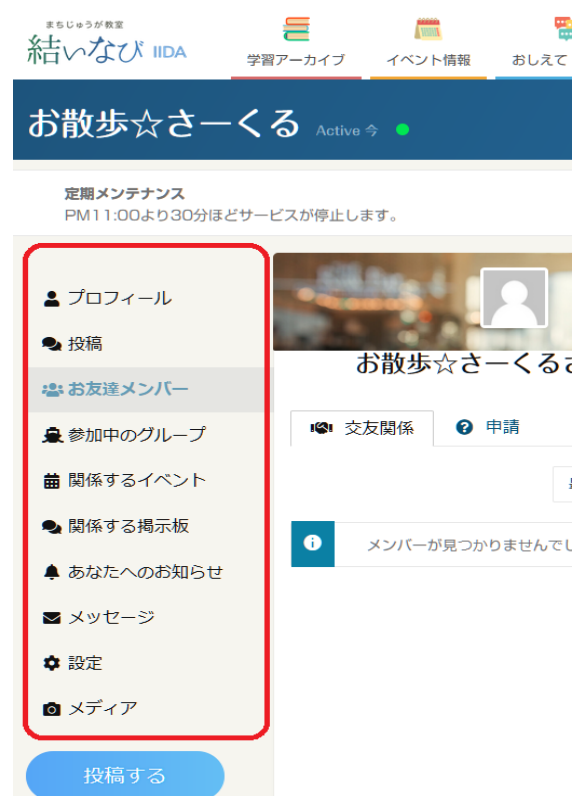 まちじゅうが教室
結いなび IIDA
学習アーカイブ
イベント情報
おしえて
お散歩☆さーくる Active 今
定期メンテナンス
PM11:00より30分ほどサービスが停止します。
プロフィール
投稿
お友達メンバー
参加中のグループ
関係するイベント
関係する掲示板
あなたへのお知らせ
メッセージ
設定
メディア
投稿する
お散歩☆さーくるさ
交友関係
申請
メンバーが見つかりませんでし